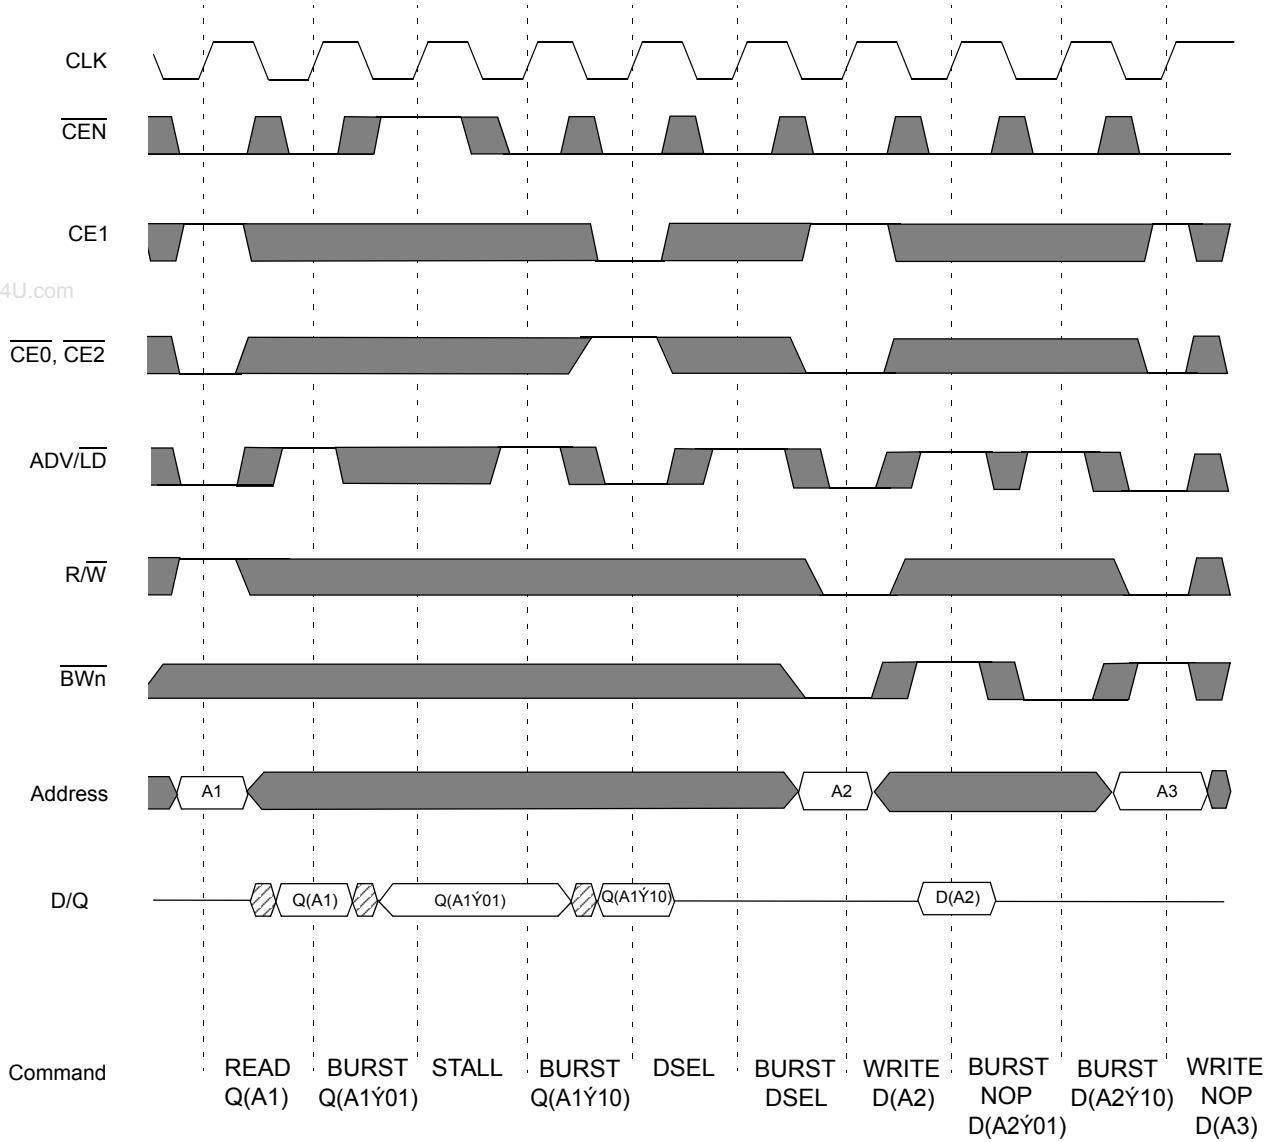 CLK
CEN
CE1
4U.com
CE0, CE2
ADV/LD
R/W
BWn
Address A1 A2 A3
D/Q Q(A1) Q(A1Ý01) Q(A1Ý10) D(A2)
Command READ BURST STALL BURST DSEL BURST WRITE BURST BURST WRITE
Q(A1) Q(A1Ý01) Q(A1Ý10) DSEL D(A2) NOP D(A2Ý10) NOP
D(A2Ý01) D(A3)